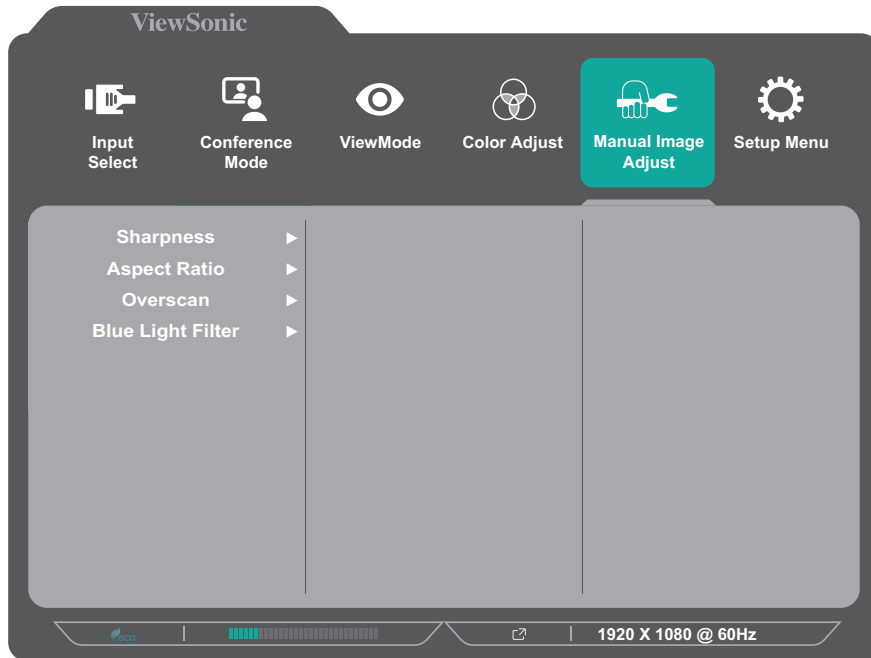 ViewSonic
Input
Select
Conference
Mode
ViewMode
Color Adjust
Manual Image
Adjust
Setup Menu
Sharpness
Aspect Ratio
Overscan
Blue Light Filter
eco
1920 X 1080 @ 60Hz